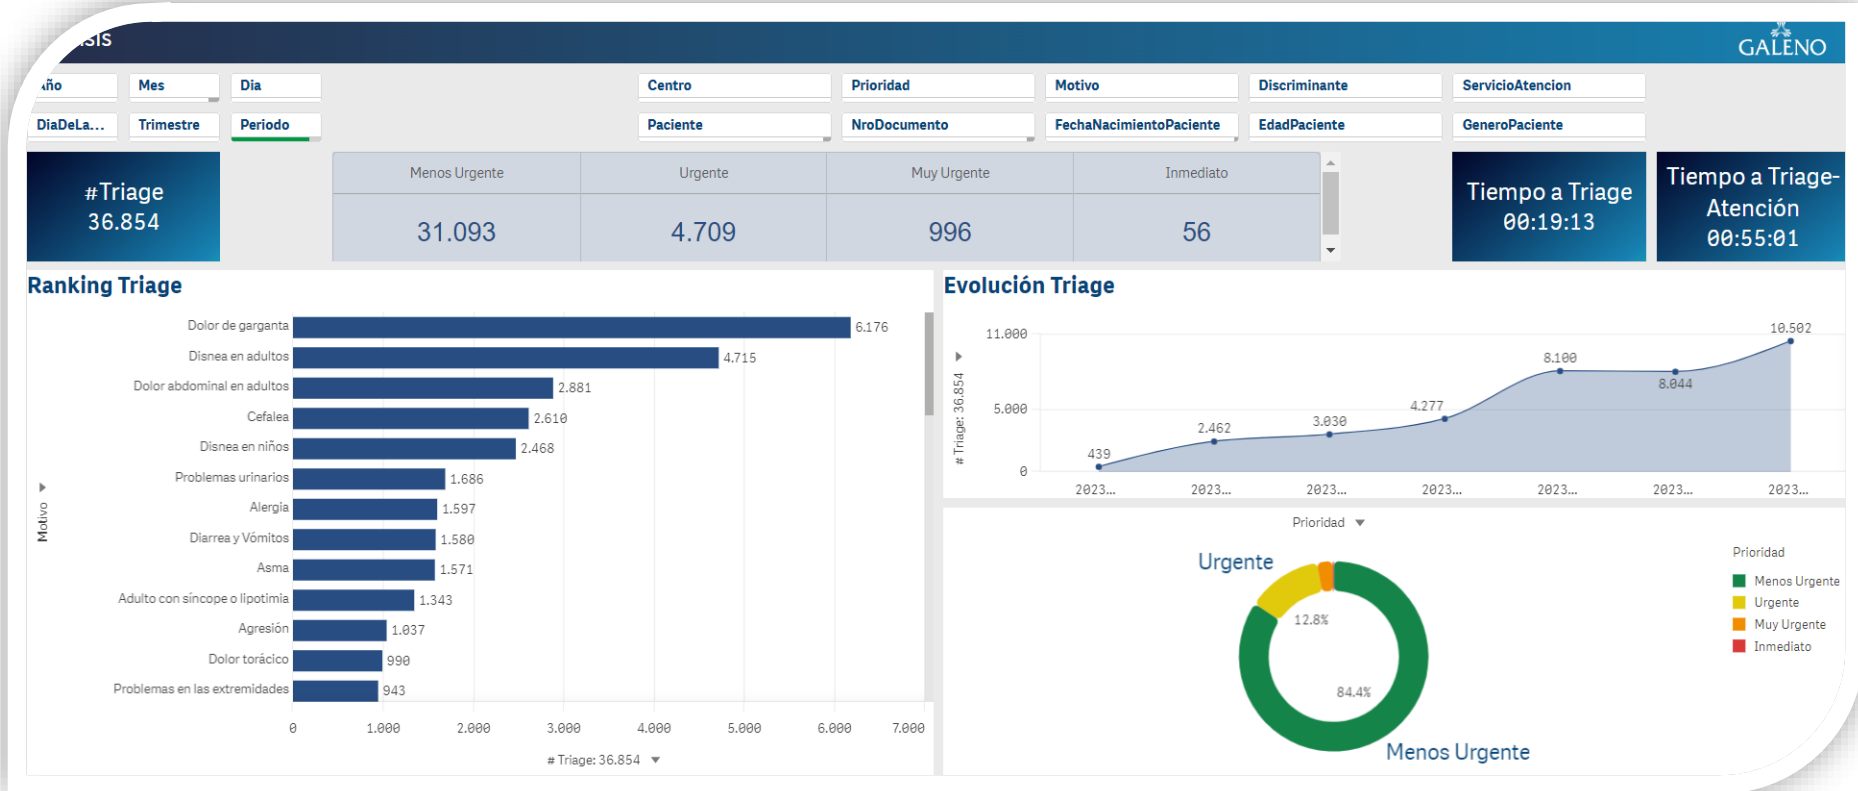 GALENO
Mes
Dia
Centro
Prioridad
Motivo
Discriminante
ServicioAtencion
DiaDeLa...
Trimestre
Periodo
Paciente
NroDocumento
FechaNacimientoPaciente
EdadPaciente
GeneroPaciente
#Triage
36.854
Menos Urgente
Urgente
Muy Urgente
Inmediato
31.093
4.709
996
56
Tiempo a Triage
00:19:13
Tiempo a Triage-
Atención
00:55:01
Ranking Triage
Motivo
Dolor de garganta
6.176
Disnea en adultos
4.715
Dolor abdominal en adultos
2.881
Cefalea
2.610
Disnea en niños
2.468
Problemas urinarios
1.686
Alergia
1.597
Diarrea y Vómitos
1.580
Asma
1.571
Adulto con síncope o lipotimia
1.343
Agresión
1.037
Dolor torácico
990
Problemas en las extremidades
943
0
1.000
2.000
3.000
4.000
5.000
6.000
7.000
# Triage: 36.854
Evolución Triage
# Triage: 36.854
11.000
5.000
0
439
2.462
3.030
4.277
8.100
8.044
10.502
2023...
2023...
2023...
2023...
2023...
2023...
2023...
Prioridad
Urgente
12.8%
84.4%
Menos Urgente
Prioridad
Menos Urgente
Urgente
Muy Urgente
Inmediato